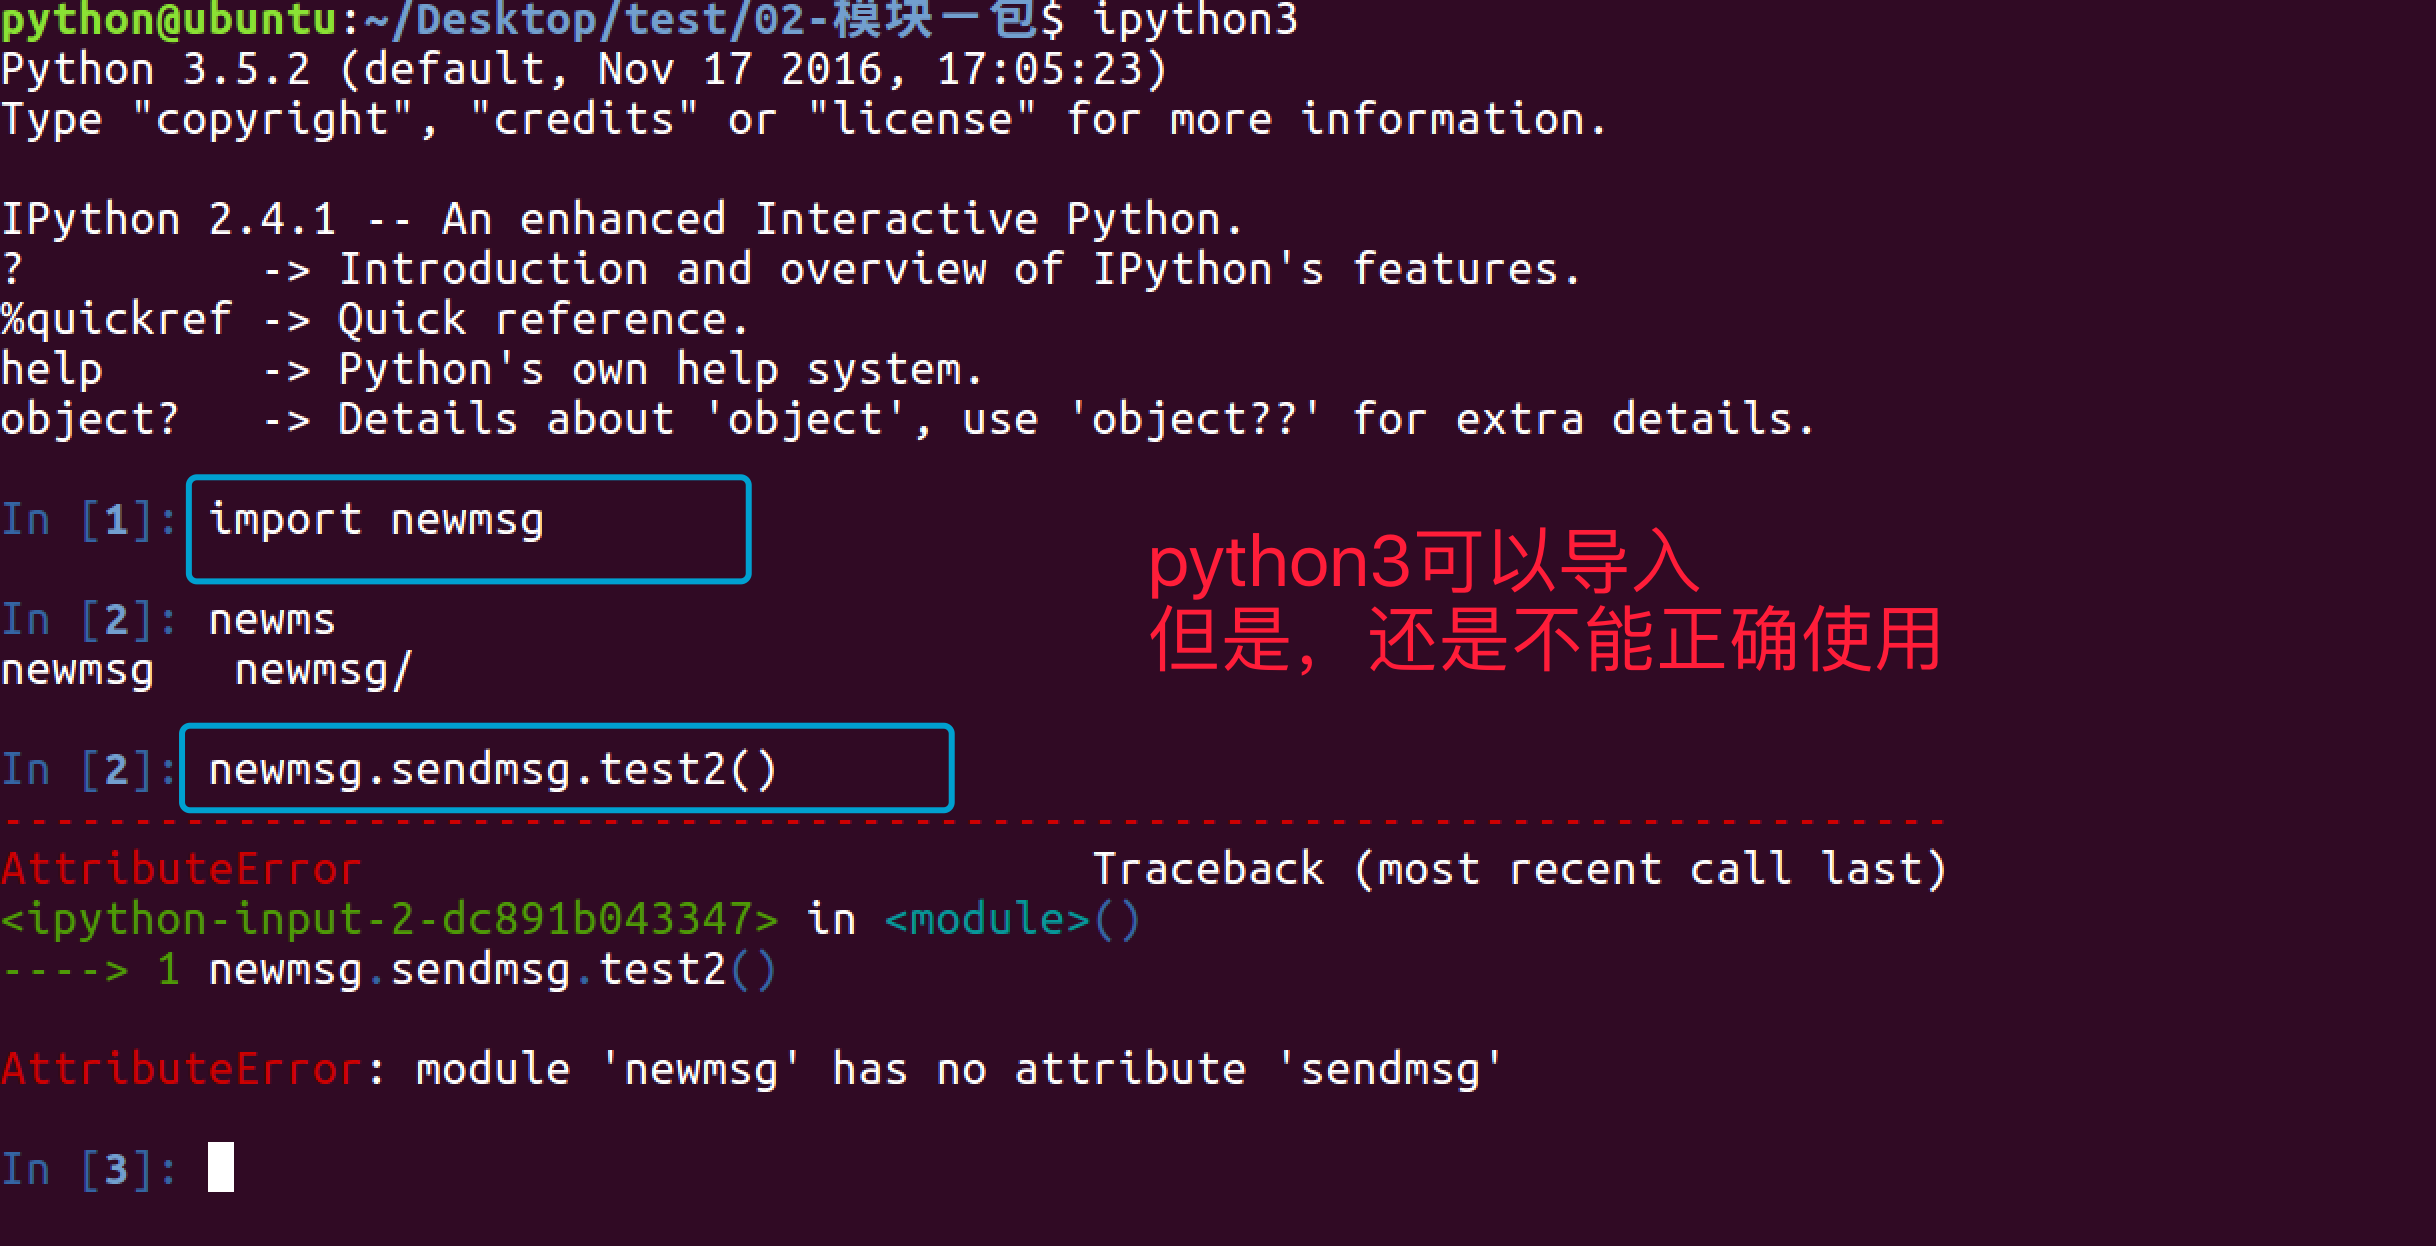 python@ubuntu:~/Desktop/test/02-模块－包$ ipython3
Python 3.5.2 (default, Nov 17 2016, 17:05:23)
Type "copyright", "credits" or "license" for more information.
IPython 2.4.1 -- An enhanced Interactive Python.
?         -> Introduction and overview of IPython's features.
%quickref -> Quick reference.
help      -> Python's own help system.
object?   -> Details about 'object', use 'object??' for extra details.
In [1]: import newmsg
python3可以导入
In [2]: newms
但是，还是不能正确使用
newmsg   newmsg/
In [2]: newmsg.sendmsg.test2()
---------------------------------------------------------------------------
AttributeError                            Traceback (most recent call last)
<ipython-input-2-dc891b043347> in <module>()
----> 1 newmsg.sendmsg.test2()
AttributeError: module 'newmsg' has no attribute 'sendmsg'
In [3]: